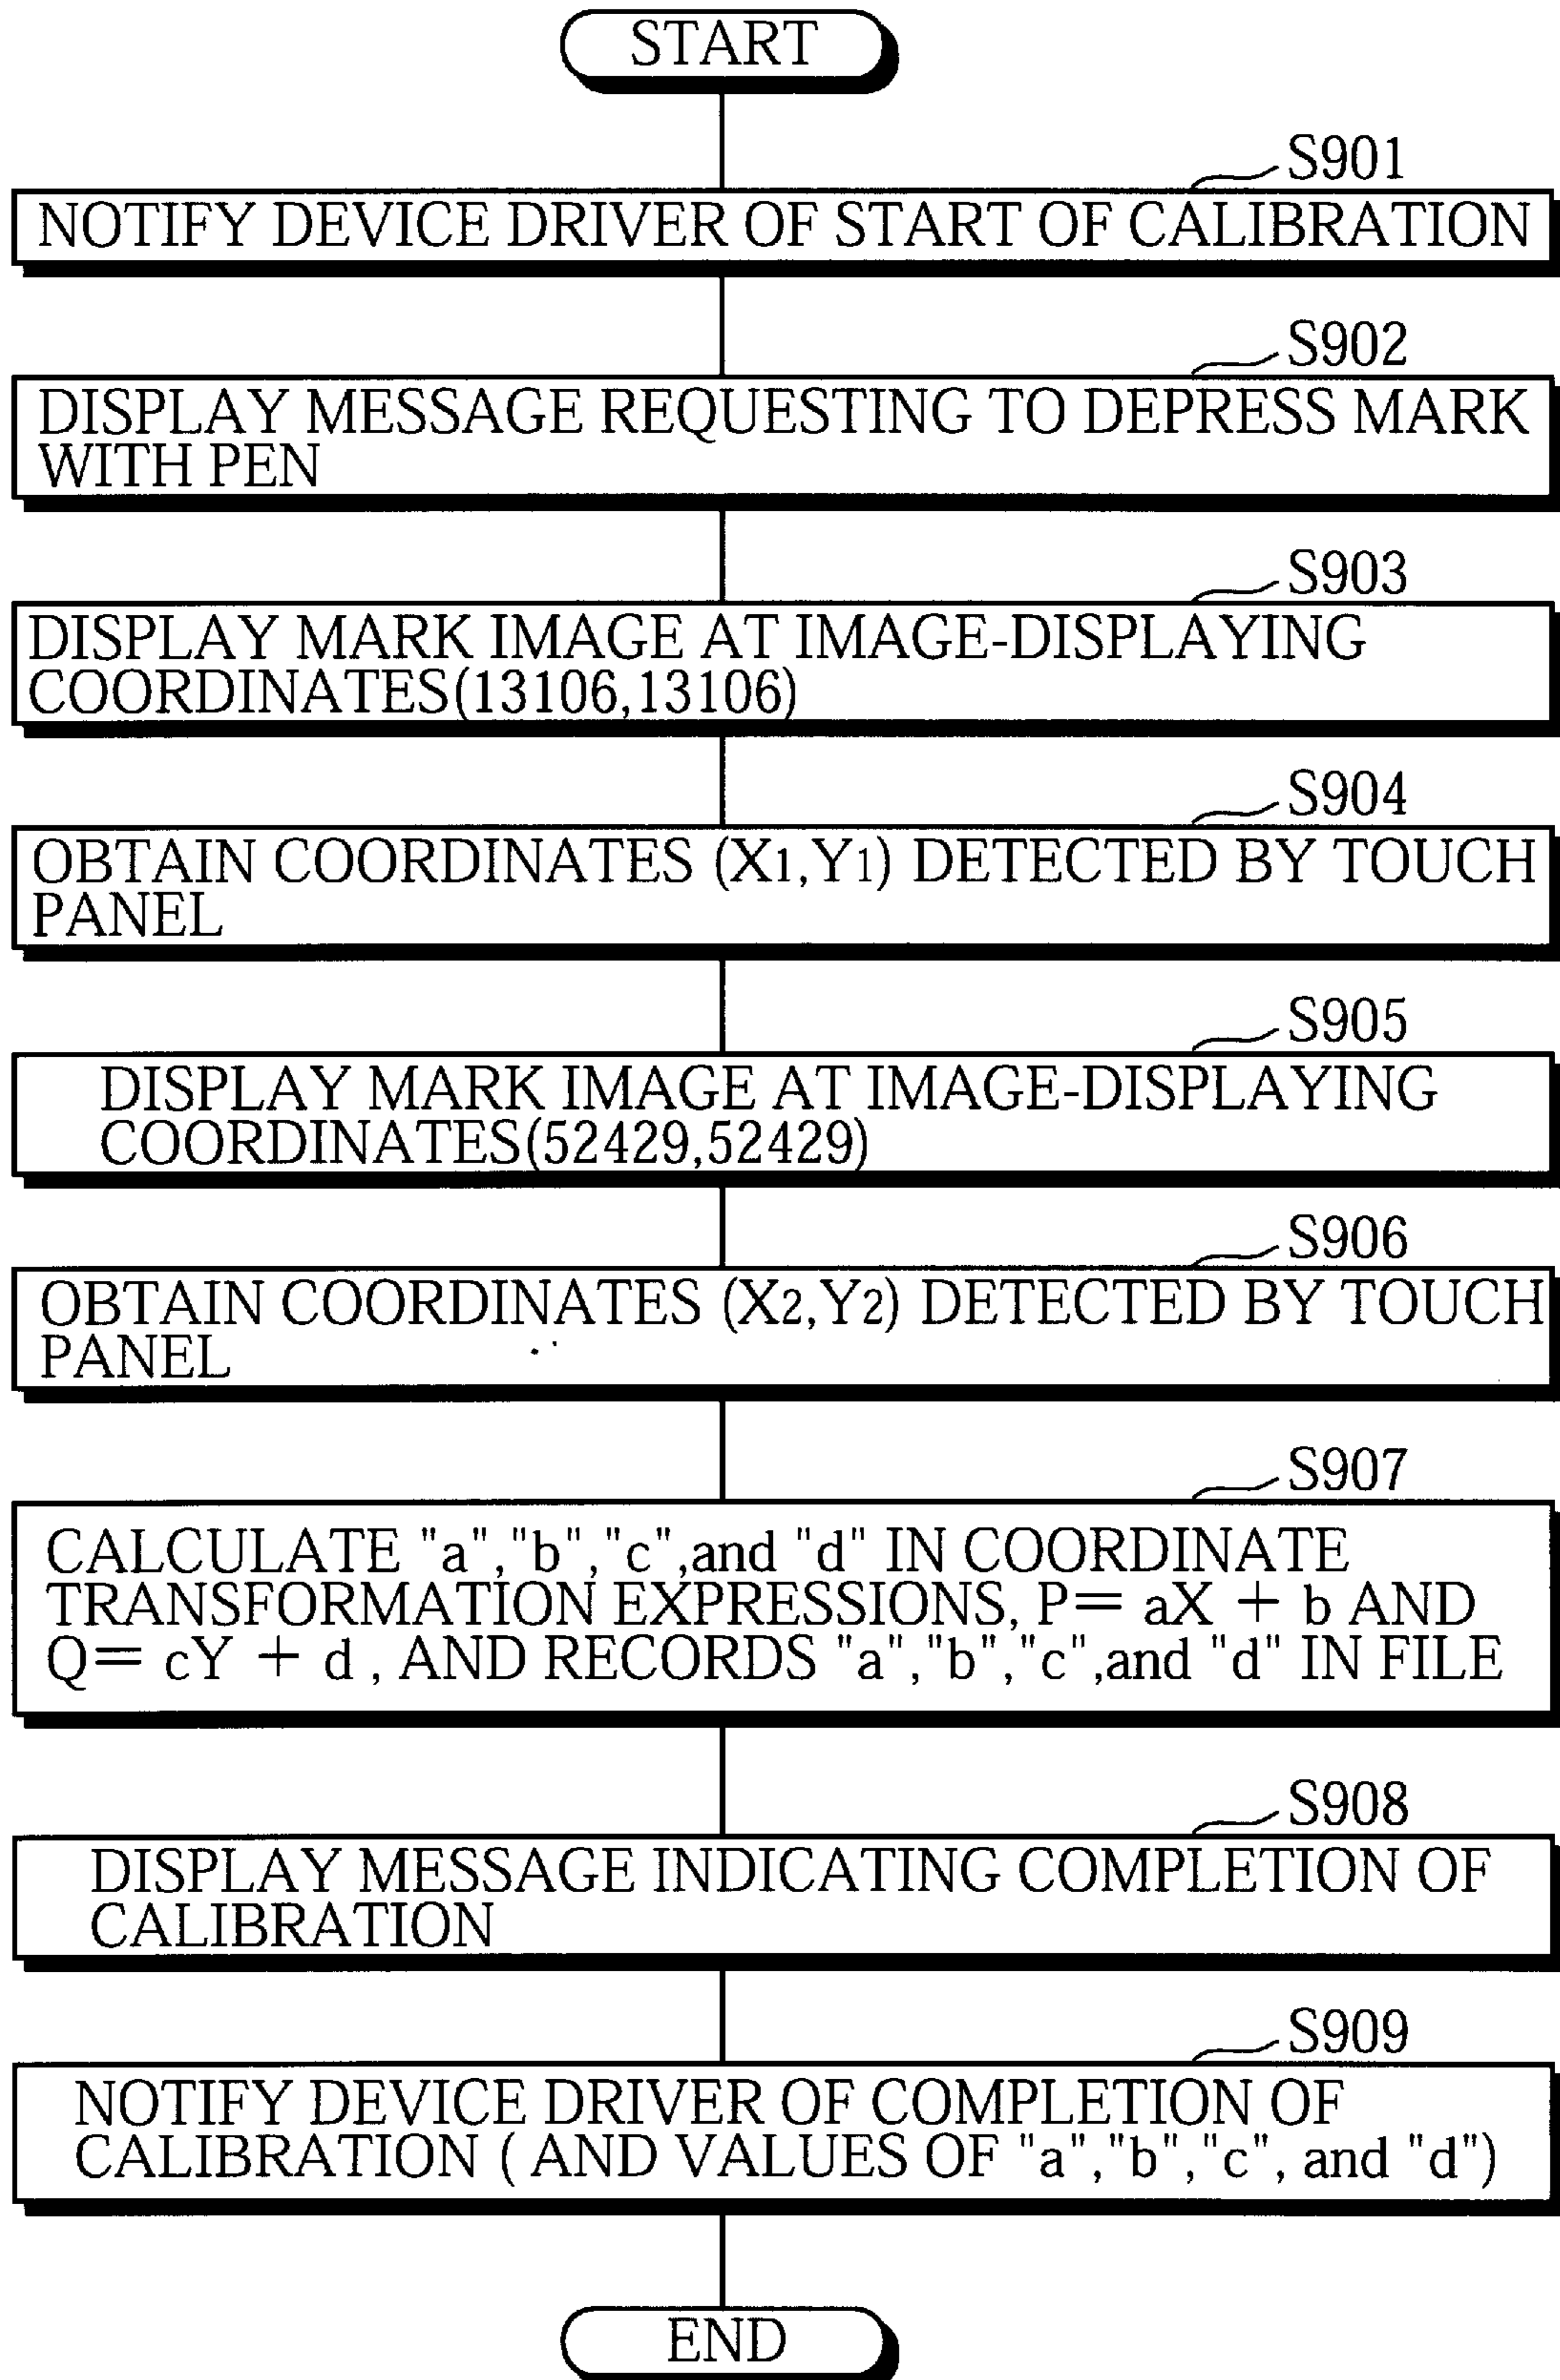 START
S901
NOTIFY DEVICE DRIVER OF START OF CALIBRATION
S902
DISPLAY MESSAGE REQUESTING TO DEPRESS MARK
WITH PEN
S903
DISPLAY MARK IMAGE AT IMAGE-DISPLAYING
COORDINATES(13106,13106)
S904
OBTAIN COORDINATES (X1,Y1) DETECTED BY TOUCH
PANEL
S905
DISPLAY MARK IMAGE AT IMAGE-DISPLAYING
COORDINATES(52429,52429)
S906
OBTAIN COORDINATES (X2,Y2) DETECTED BY TOUCH
PANEL
S907
CALCULATE "a","b","c",and "d" IN COORDINATE
TRANSFORMATION EXPRESSIONS, P= aX + b AND
Q= cY + d , AND RECORDS "a","b","c",and "d" IN FILE
S908
DISPLAY MESSAGE INDICATING COMPLETION OF
CALIBRATION
S909
NOTIFY DEVICE DRIVER OF COMPLETION OF
CALIBRATION ( AND VALUES OF "a","b","c", and "d")
END